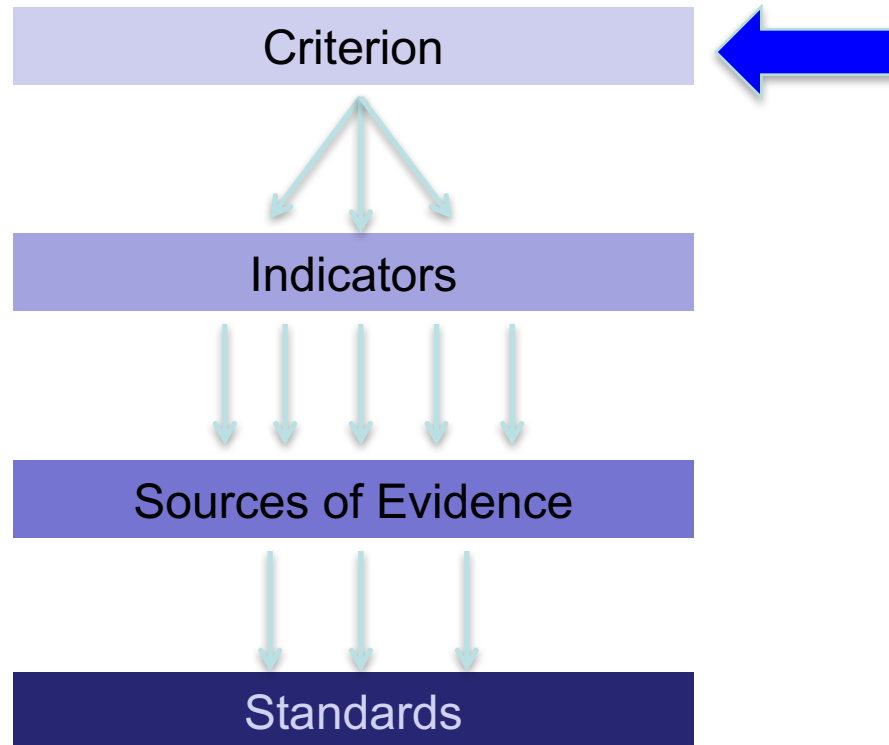 Criterion
Indicators
Sources of Evidence
Standards